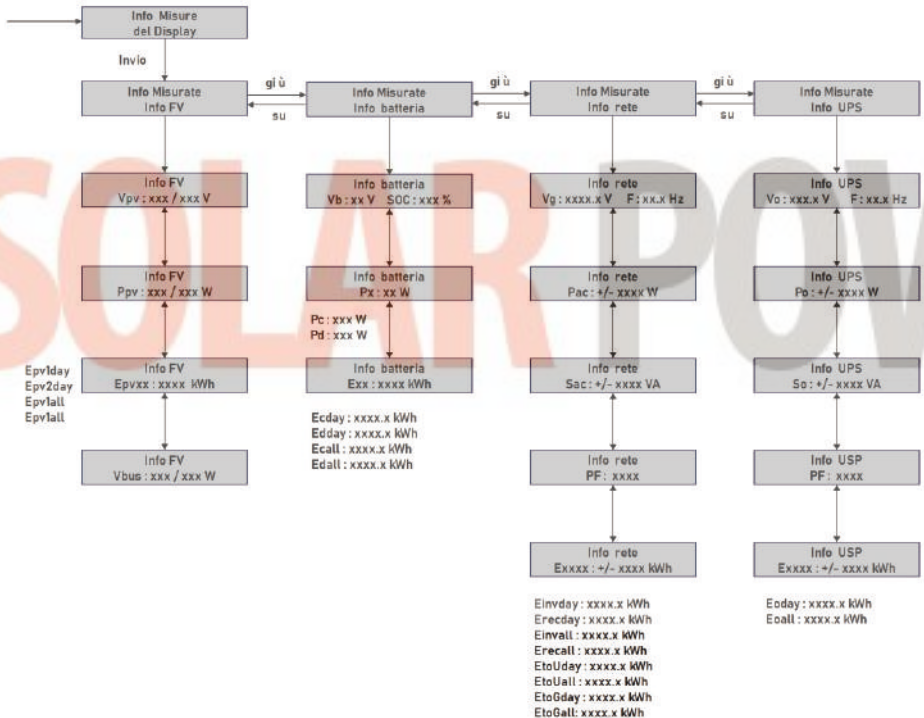 Info Misure
del Display
Invio
Info Misurate
Info FV
giù
su
Info Misurate
Info batteria
giù
su
Info Misurate
Info rete
giù
su
Info Misurate
Info UPS
SOLAR POW
Info FV
Vpv : xxx / xxx V
Info FV
Ppv : xxx / xxx W
Epv1day
Epv2day
Epv1all
Epv1all
Info FV
Epvxx : xxxx kWh
Info FV
Vbus : xxx / xxx W
Info batteria
Vb : xx V SOC : xxx %
Info batteria
Px : xx W
Pc : xxx W
Pd : xxx W
Info batteria
Exx : xxxx kWh
Ecday : xxxx.x kWh
Edday : xxxx.x kWh
Ecall : xxxx.x kWh
Edall : xxxx.x kWh
Info rete
Vg : xxxx.x V F : xx.x Hz
Info rete
Pac : +/- xxxx W
Info rete
Sac : +/- xxxx VA
Info rete
PF : xxxx
Info rete
Exxxx : +/- xxxx kWh
Einvday : xxxx.x kWh
Erecday : xxxx.x kWh
Einvall : xxxx.x kWh
Erecall : xxxx.x kWh
EtoUday : xxxx.x kWh
EtoUall : xxxx.x kWh
EtoGday : xxxx.x kWh
EtoGall: xxxx.x kWh
Info UPS
Vo : xxx.x V F : xx.x Hz
Info UPS
Po : +/- xxxx W
Info UPS
So : +/- xxxx VA
Info USP
PF : xxxx
Info USP
Exxxx : +/- xxxx kWh
Eoday : xxxx.x kWh
Eoall : xxxx.x kWh